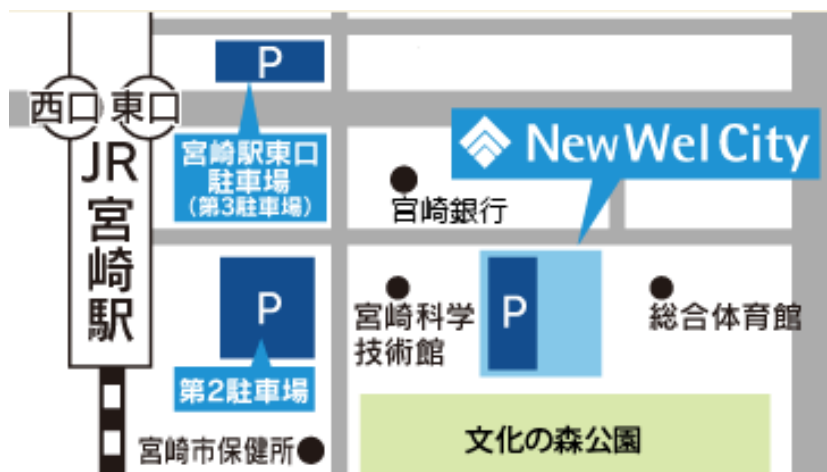 P
西口
東口
JR
宮崎駅
宮崎駅東口
駐車場
(第3駐車場)
New Wel City
宮崎銀行
P
第2駐車場
宮崎科学
技術館
P
総合体育館
宮崎市保健所
文化の森公園